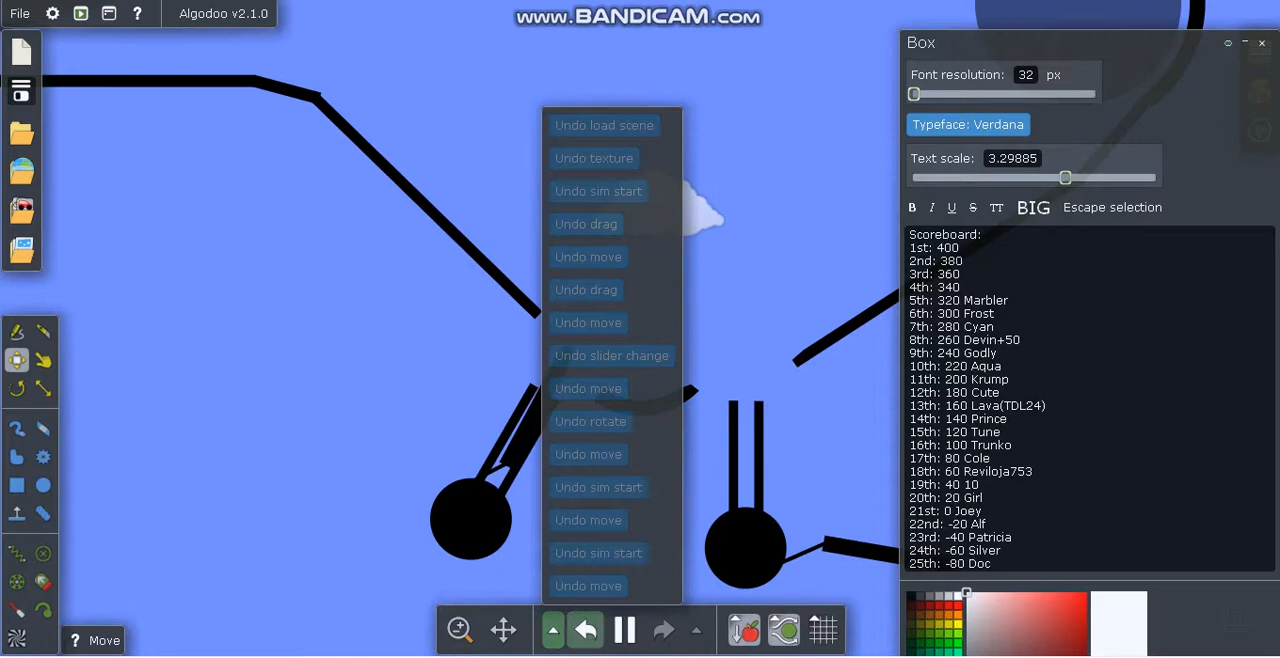 File ? Algodoo v2.1.0
www.BANDICAM.com
Box
Font resolution: 32 px
Typeface: Verdana
Text scale: 3.29885
B I U S TT BIG Escape selection
Scoreboard:
1st: 400
2nd: 380
3rd: 360
4th: 340
5th: 320 Marbler
6th: 300 Frost
7th: 280 Cyan
8th: 260 Devin+50
9th: 240 Godly
10th: 220 Aqua
11th: 200 Krump
12th: 180 Cute
13th: 160 Lava(TDL24)
14th: 140 Prince
15th: 120 Tune
16th: 100 Trunko
17th: 80 Cole
18th: 60 Reviloja753
19th: 40 10
20th: 20 Girl
21st: 0 Joey
22nd: -20 Alf
23rd: -40 Patricia
24th: -60 Silver
25th: -80 Doc
Undo load scene
Undo texture
Undo sim start
Undo drag
Undo move
Undo drag
Undo move
Undo slider change
Undo move
Undo rotate
Undo move
Undo sim start
Undo move
Undo sim start
Undo move
? Move